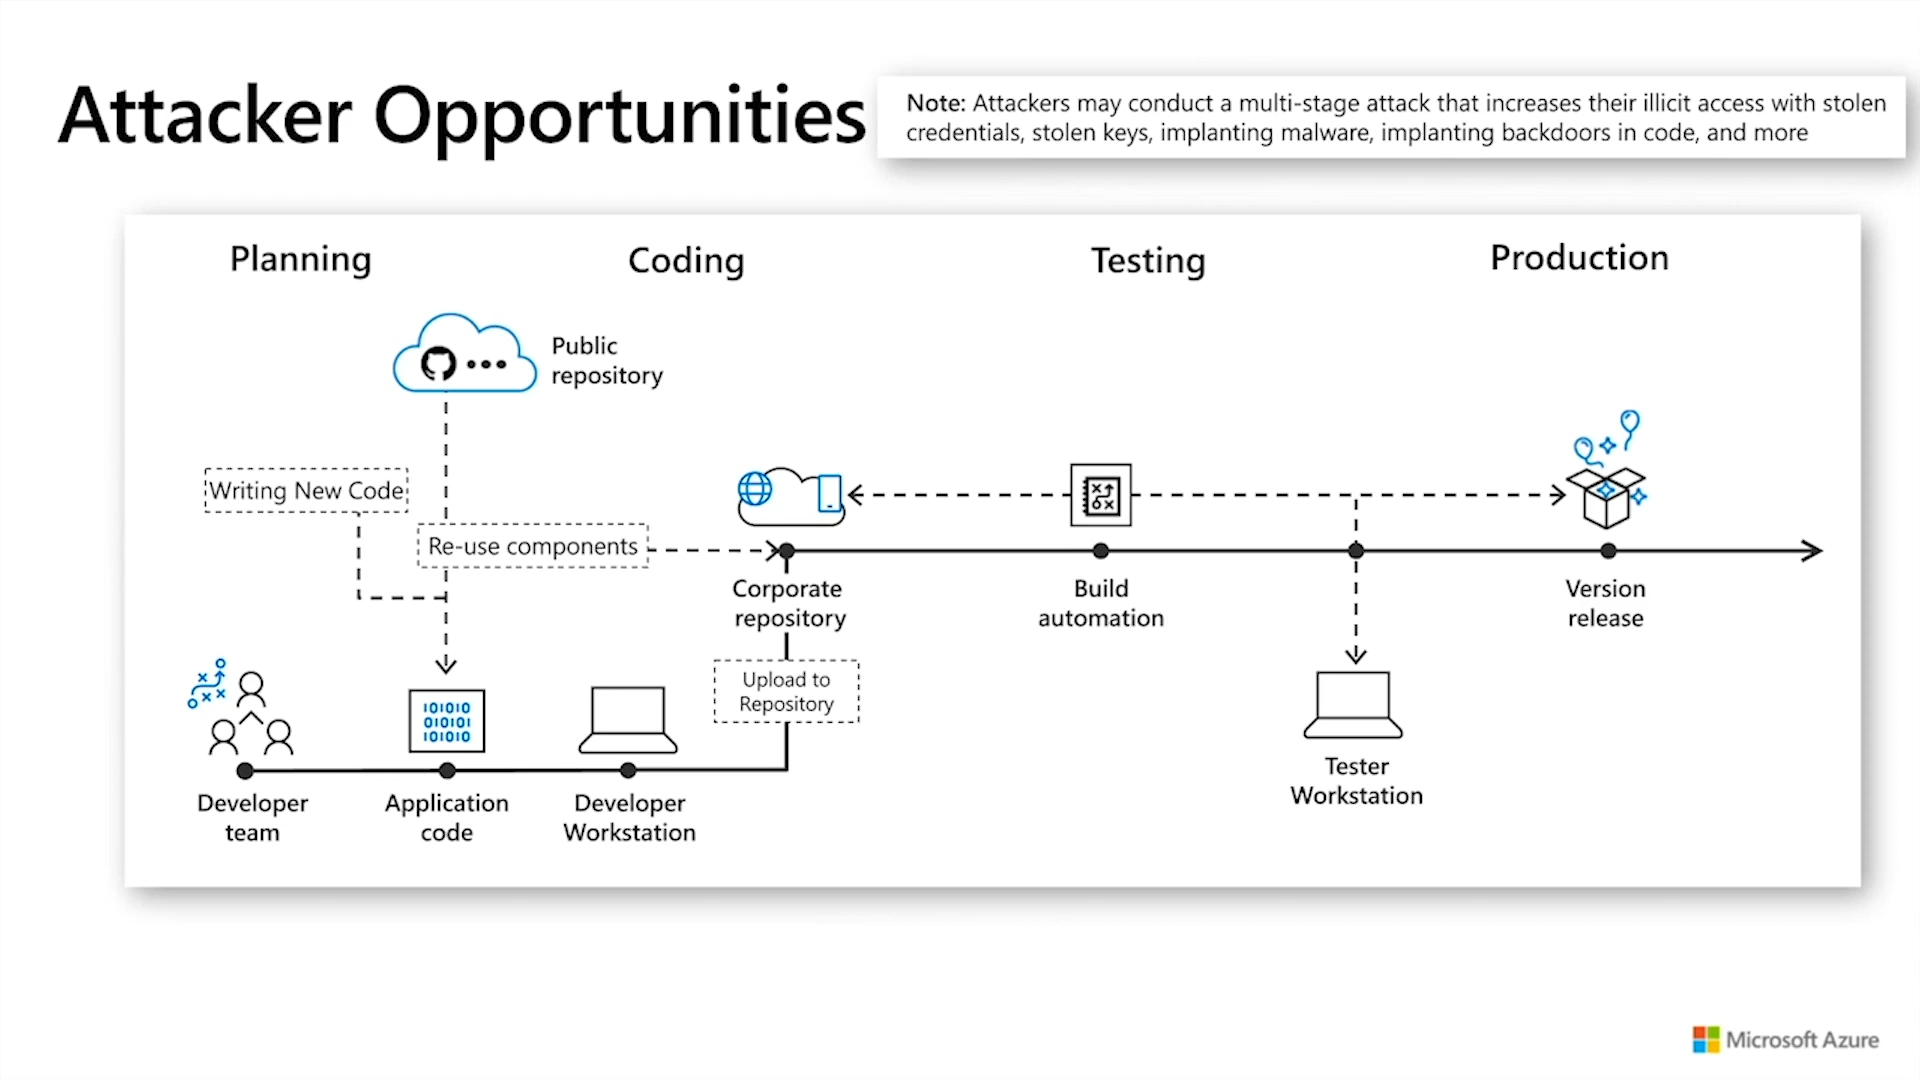 Attacker Opportunities
Note: Attackers may conduct a multi-stage attack that increases their illicit access with stolen
credentials, stolen keys, implanting malware, implanting backdoors in code, and more
Planning
Coding
Testing
Production
Public
repository
Writing New Code
Re-use components
Corporate
repository
Build
automation
Version
release
Upload to
Repository
101010
010101
101010
Developer
team
Application
code
Developer
Workstation
Tester
Workstation
Microsoft Azure